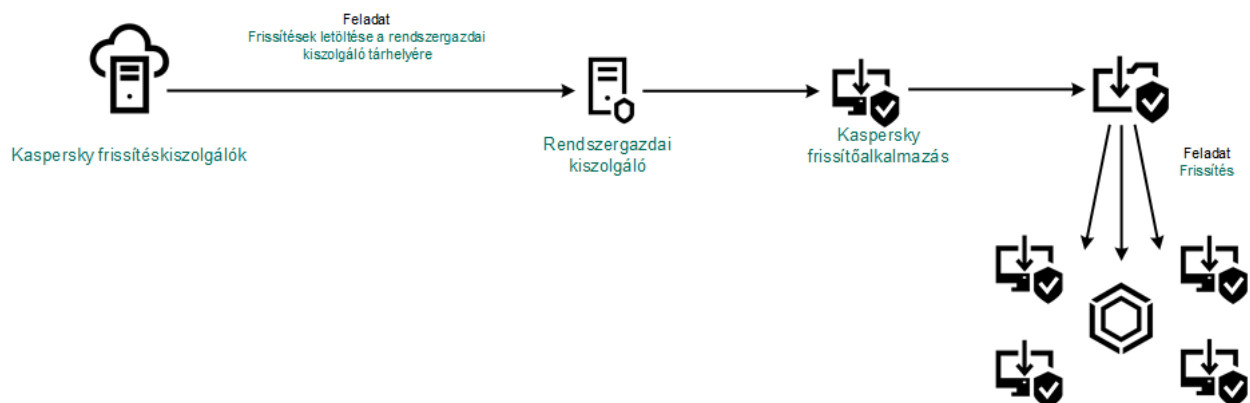 Feladat
Frissítések letöltése a rendszergazdai
kiszolgáló tárhelyére
Kaspersky frissítéskiszolgálók
Rendszergazdai
kiszolgáló
Kaspersky
frissítőalkalmazás
Feladat
Frissítés